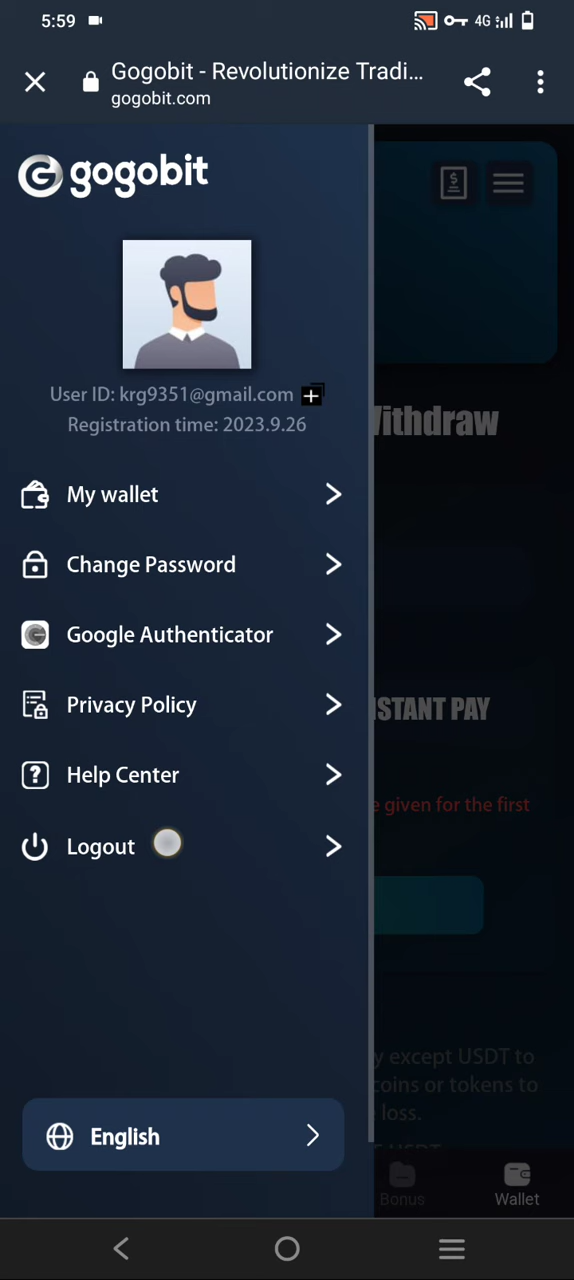 5:59
4G
Gogobit - Revolutionize Tradi...
gogobit.com
gogobit
User ID: krg9351@gmail.com
Registration time: 2023.9.26
Withdraw
My wallet
Change Password
Google Authenticator
INSTANT PAY
Privacy Policy
Help Center
given for the first
Logout
except USDT to
coins or tokens to
loss.
English
Bonus
Wallet